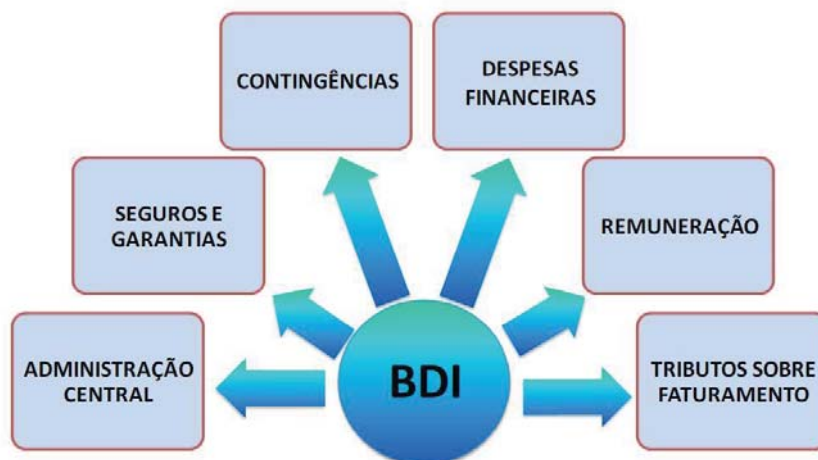 CONTINGÊNCIAS
DESPESAS
FINANCEIRAS
SEGUROS E
GARANTIAS
REMUNERAÇÃO
ADMINISTRAÇÃO
CENTRAL
BDI
TRIBUTOS SOBRE
FATURAMENTO